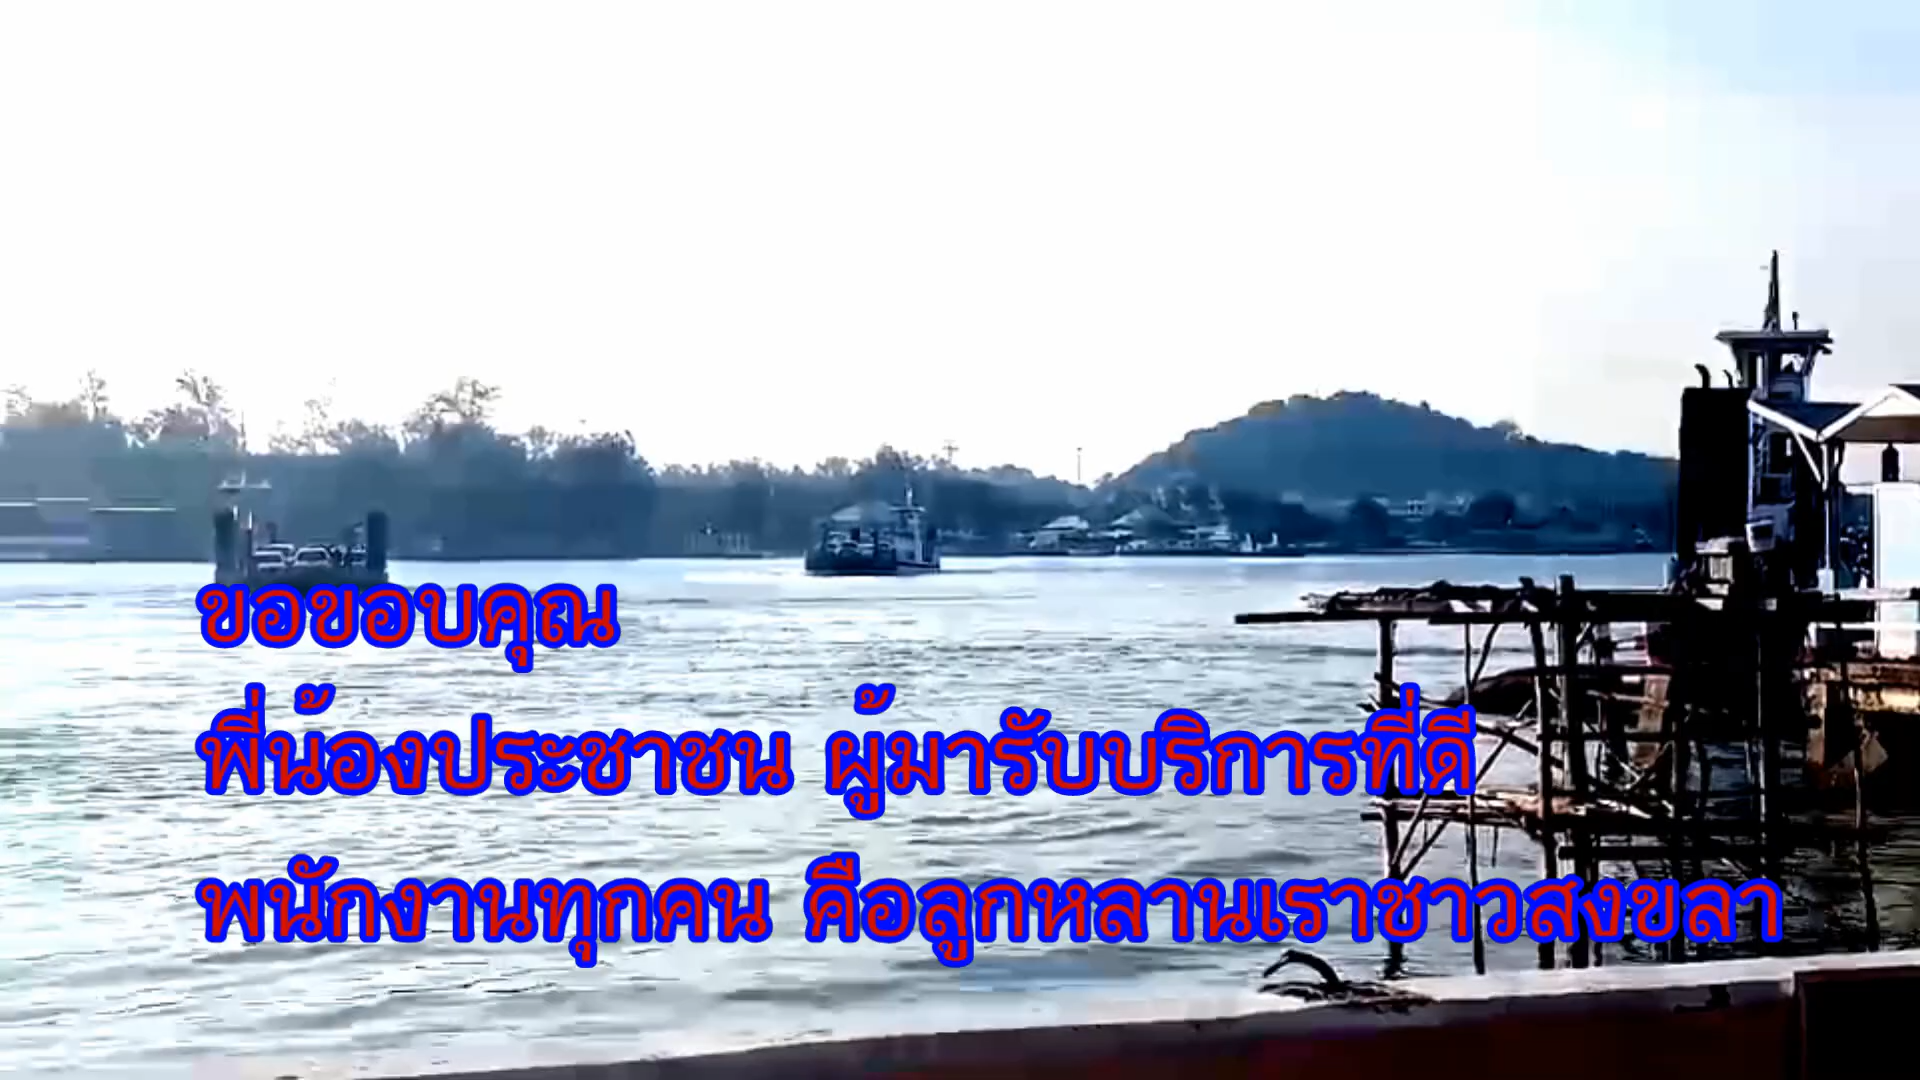 ขอขอบคุณ
พี่น้องประชาชน ผู้มารับบริการที่ดี
พนักงานทุกคน คือลูกหลานเราชาวสงขลา